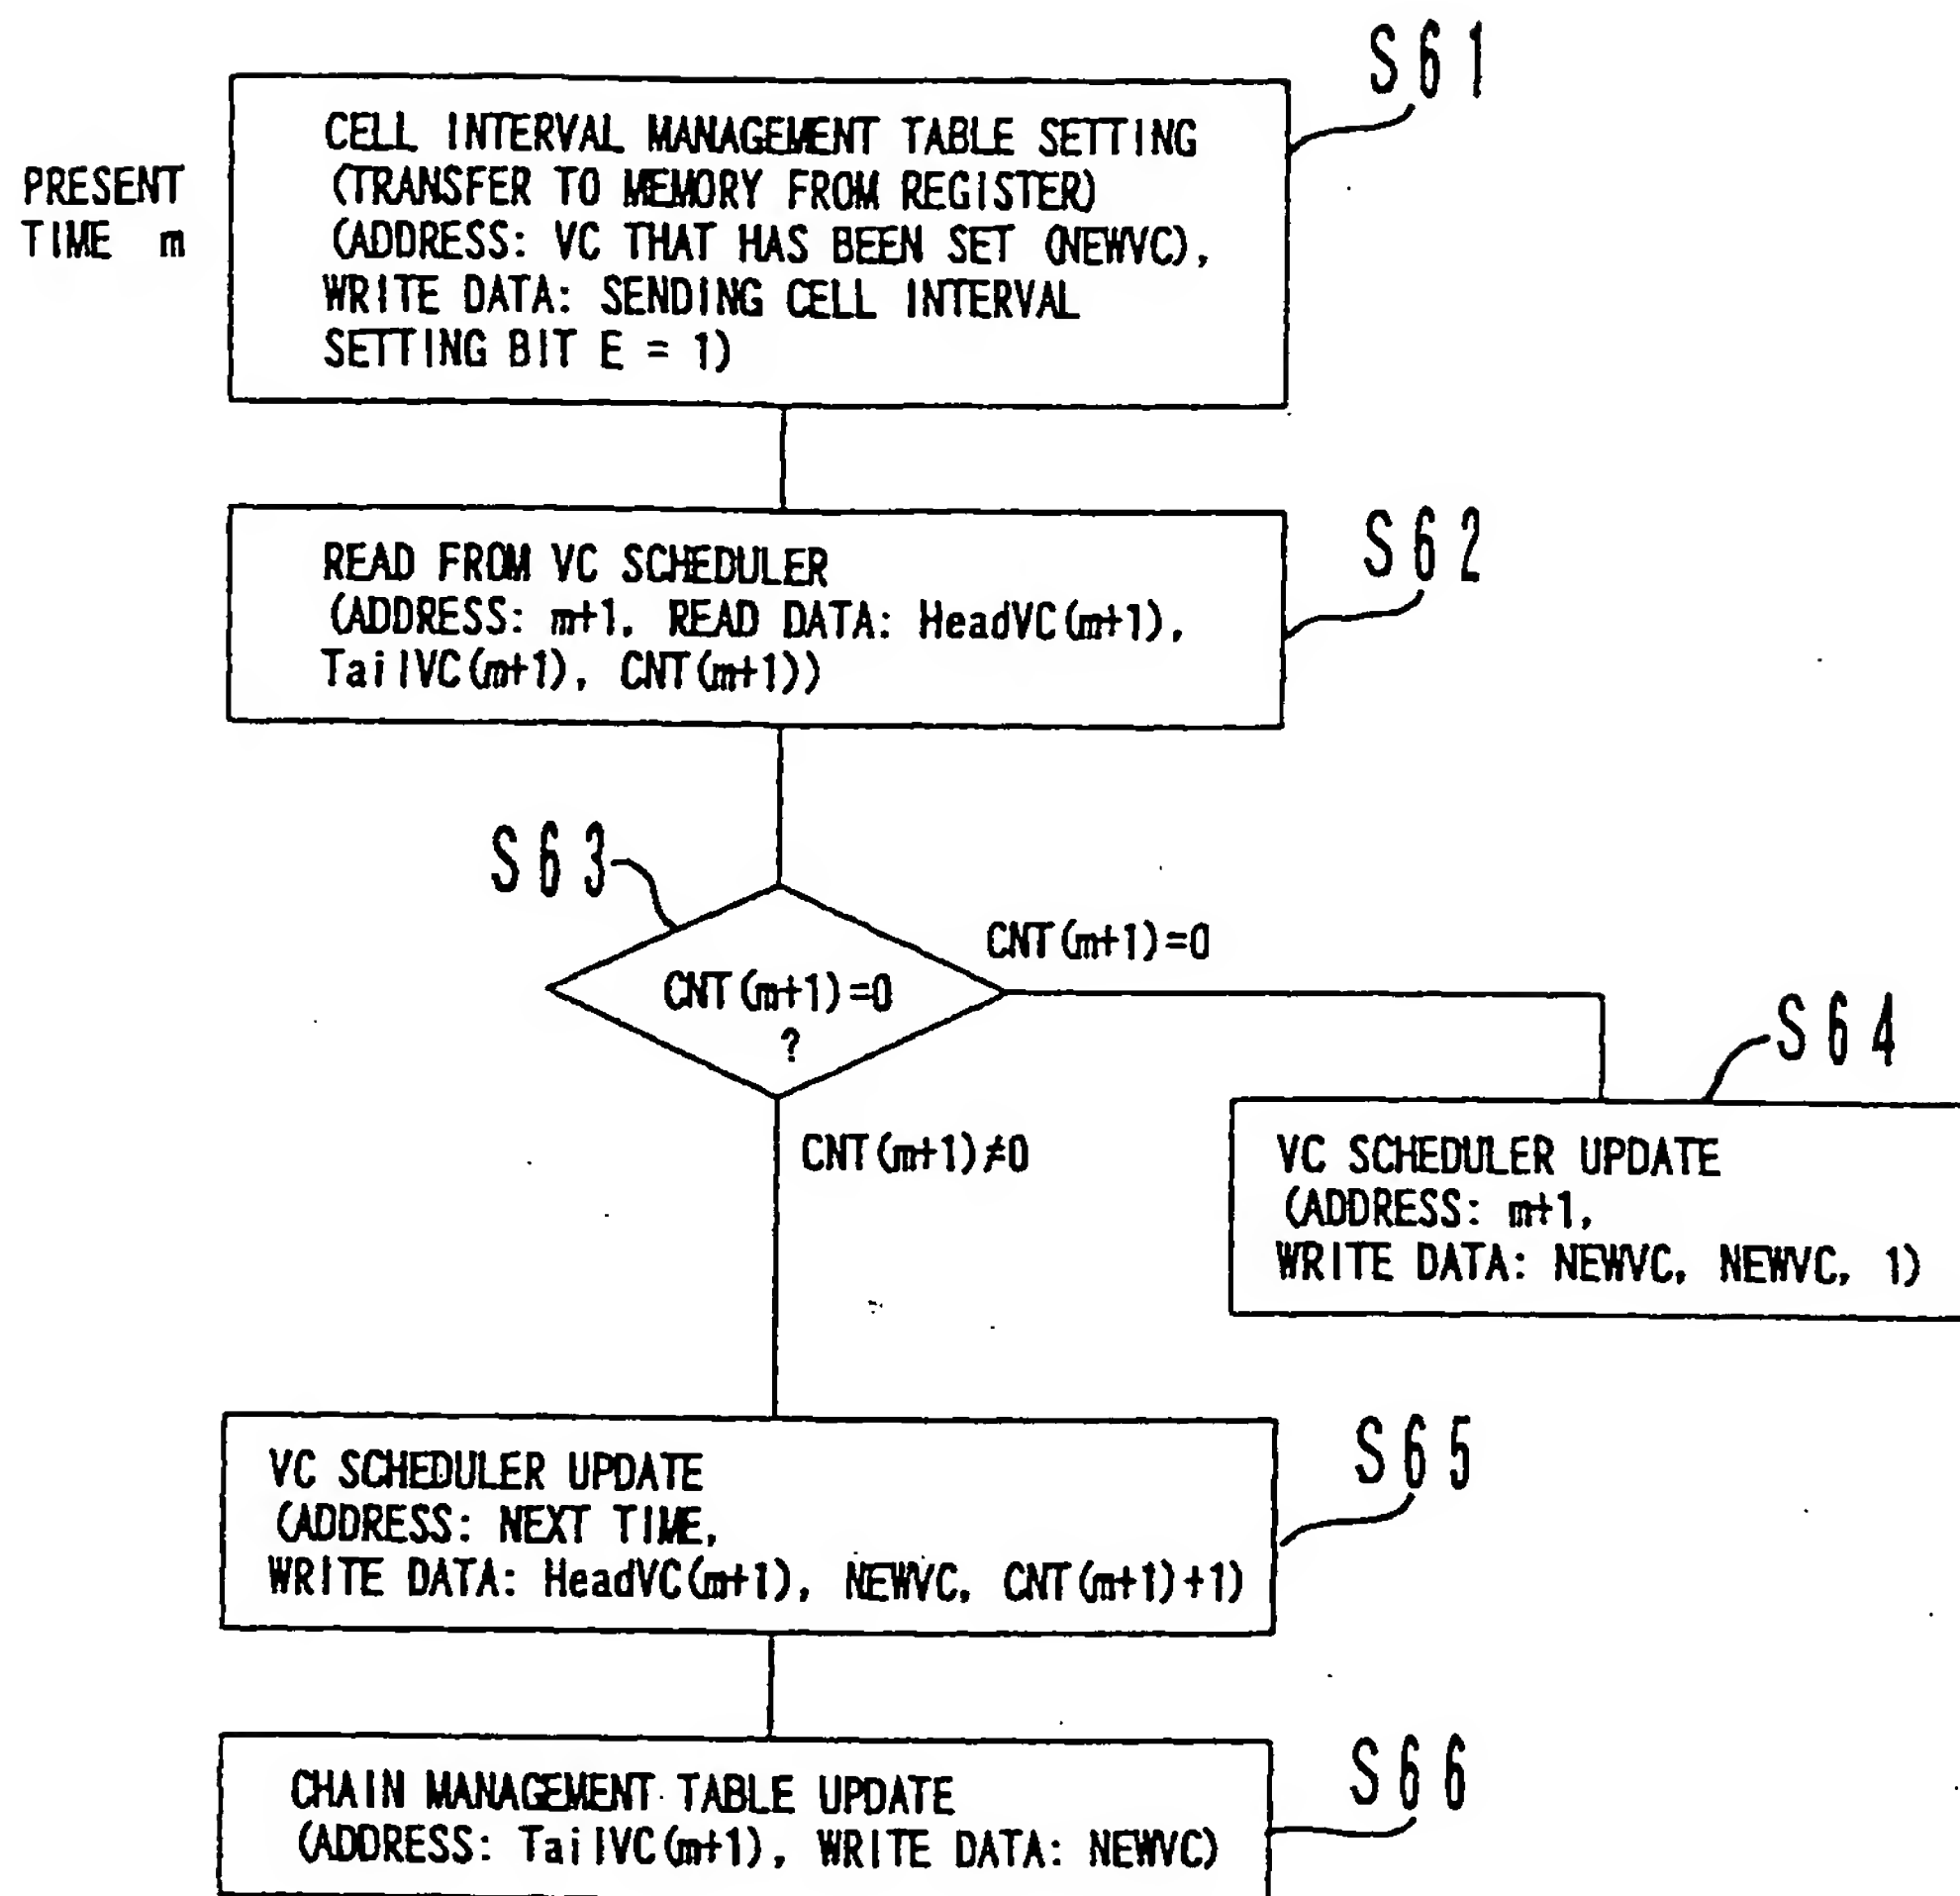 S61
PRESENT
TIME m
CELL INTERVAL MANAGEMENT TABLE SETTING
(TRANSFER TO MEMORY FROM REGISTER)
(ADDRESS: VC THAT HAS BEEN SET (NEWVC),
WRITE DATA: SENDING CELL INTERVAL
SETTING BIT E = 1)
S62
READ FROM VC SCHEDULER
(ADDRESS: m+1, READ DATA: HeadVC(m+1),
TailVC(m+1), CNT(m+1))
S63
CNT(m+1)=0
?
CNT(m+1)=0
CNT(m+1)≠0
S64
VC SCHEDULER UPDATE
(ADDRESS: m+1,
WRITE DATA: NEWVC, NEWVC, 1)
S65
VC SCHEDULER UPDATE
(ADDRESS: NEXT TIME,
WRITE DATA: HeadVC(m+1), NEWVC, CNT(m+1)+1)
S66
CHAIN MANAGEMENT TABLE UPDATE
(ADDRESS: TailVC(m+1), WRITE DATA: NEWVC)